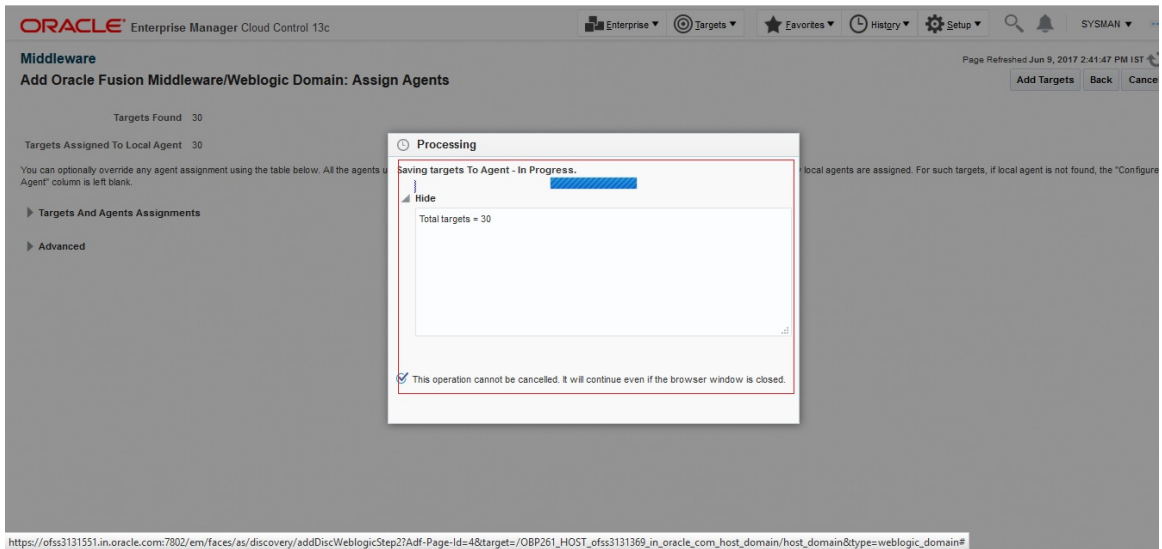 ORACLE Enterprise Manager Cloud Control 13c
Enterprise Targets Favorites History Setup SYSMAN
Middleware
Page Refreshed Jun 9, 2017 2:41:47 PM IST
Add Oracle Fusion Middleware/Weblogic Domain: Assign Agents
Add Targets Back Cancel
Targets Found 30
Targets Assigned To Local Agent 30
You can optionally override any agent assignment using the table below. All the agents u
local agents are assigned. For such targets, if local agent is not found, the "Configure
Agent" column is left blank.
Targets And Agents Assignments
Advanced
Processing
Saving targets To Agent - In Progress.
Hide
Total targets = 30
This operation cannot be cancelled. It will continue even if the browser window is closed.
https://ofss3131551.in.oracle.com:7802/em/faces/as/discovery/addDiscWeblogicStep2?Adf-Page-Id=4&target=/OBP261_HOST_ofss3131369_in_oracle_com_host_domain/host_domain&type=weblogic_domain#